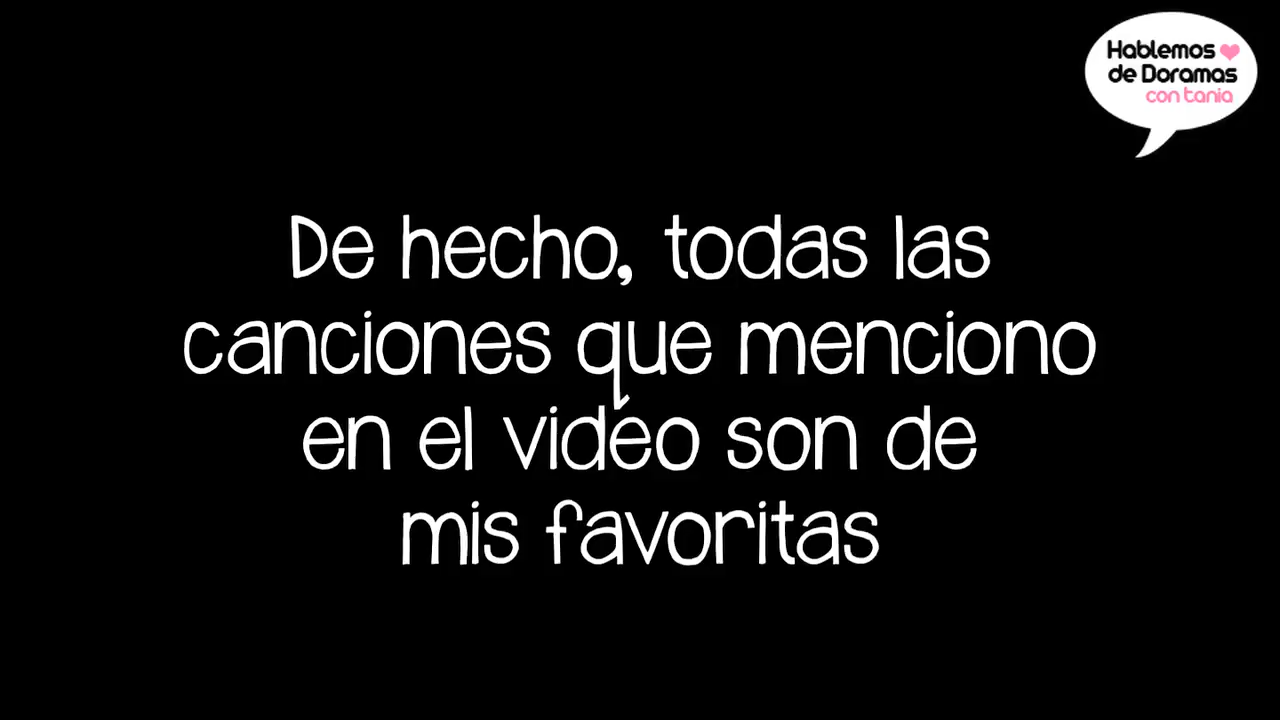 Hablemos
de Doramas
con tania
De hecho, todas las
canciones que menciono
en el video son de
mis favoritas